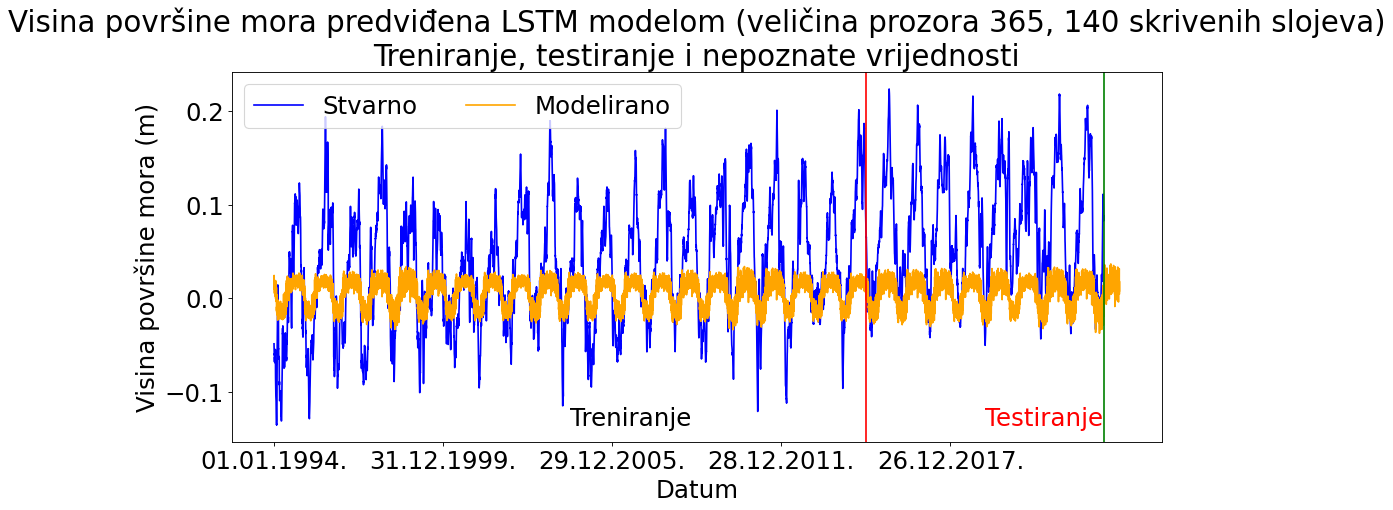 Visina površine mora predviđena LSTM modelom (veličina prozora 365, 140 skrivenih slojeva)
Treniranje, testiranje i nepoznate vrijednosti
Stvarno
Modelirano
Visina površine mora (m)
0.2
0.1
0.0
−0.1
Treniranje
Testiranje
01.01.1994.
31.12.1999.
29.12.2005.
28.12.2011.
26.12.2017.
Datum